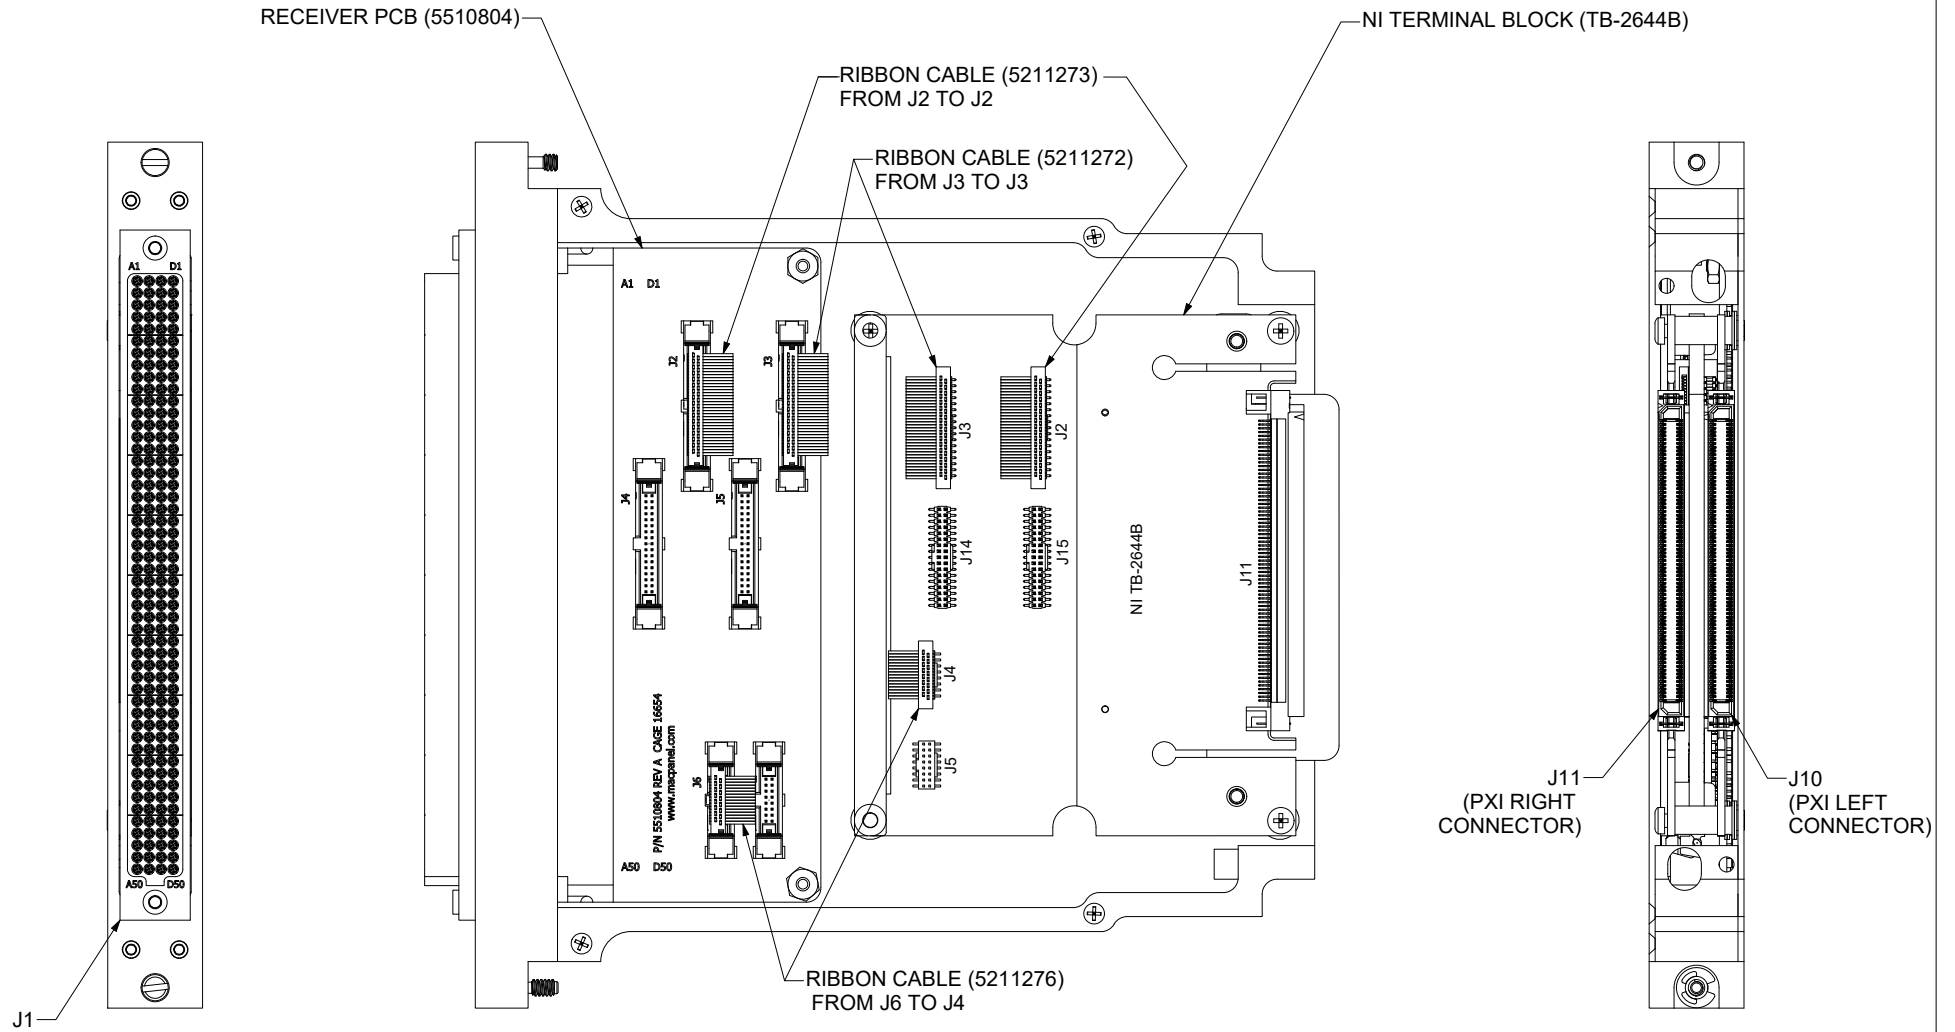 RECEIVER PCB (5510804)
NI TERMINAL BLOCK (TB-2644B)
RIBBON CABLE (5211273)
FROM J2 TO J2
RIBBON CABLE (5211272)
FROM J3 TO J3
A1 D1
A1 D1
J2
J3
J3
J2
J4
J5
J14
J15
NI TB-2644B
J11
J4
J5
J6
P/N 5510804 REV A CAGE 16654
www.macpanel.com
A50 D50
A50 D50
J11
(PXI RIGHT
CONNECTOR)
J10
(PXI LEFT
CONNECTOR)
RIBBON CABLE (5211276)
FROM J6 TO J4
J1